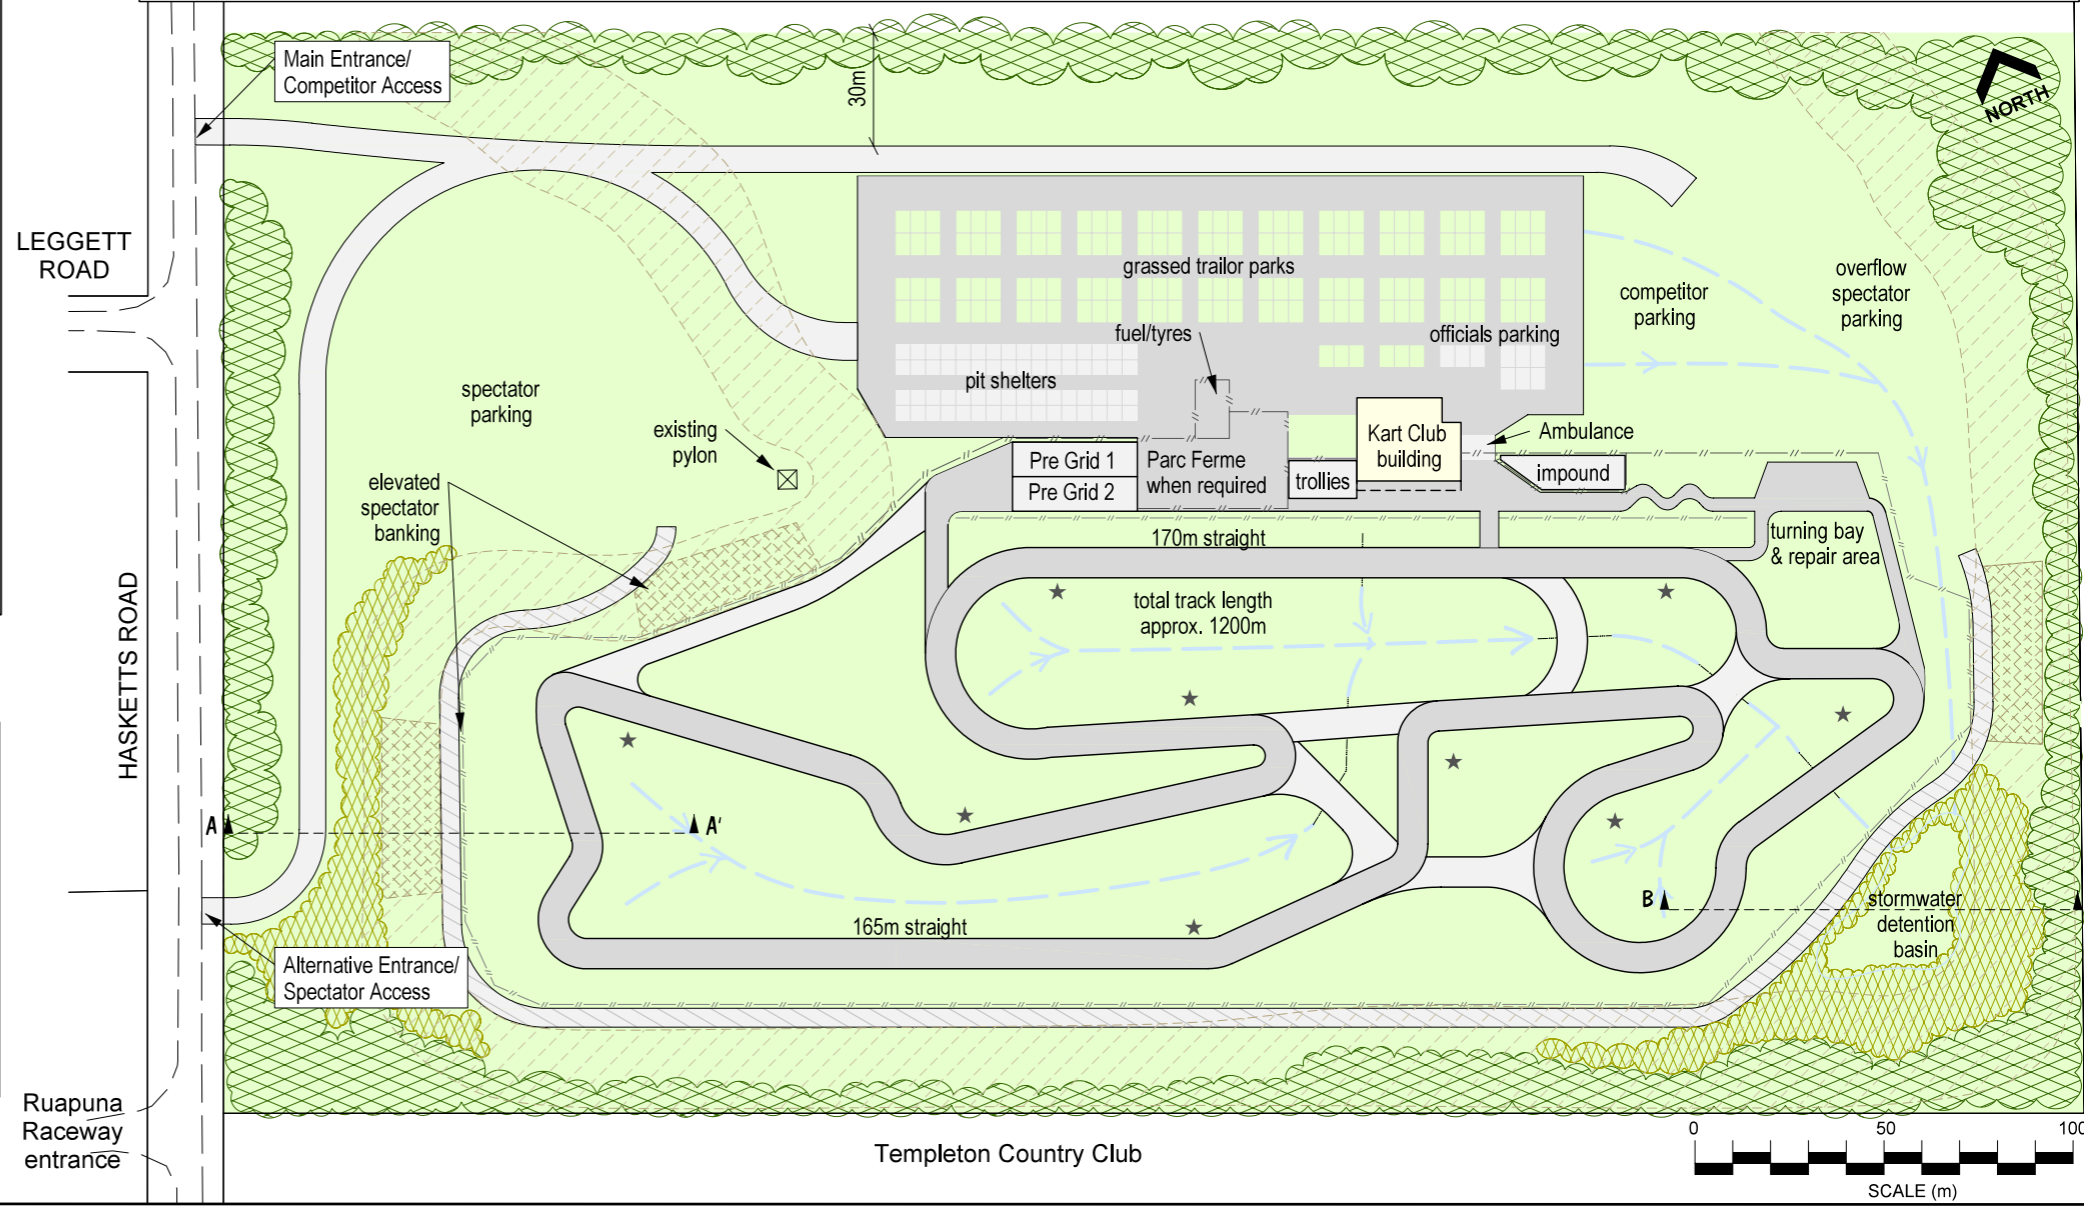 Main Entrance/
Competitor Access
30m
NORTH
LEGGETT
ROAD
grassed trailor parks
competitor
parking
overflow
spectator
parking
fuel/tyres
officials parking
pit shelters
spectator
parking
existing
pylon
Kart Club
building
Ambulance
Pre Grid 1
Pre Grid 2
Parc Ferme
when required
trollies
impound
elevated
spectator
banking
170m straight
turning bay
& repair area
total track length
approx. 1200m
HASKETTS ROAD
A
A'
B
stormwater
detention
basin
165m straight
Alternative Entrance/
Spectator Access
Ruapuna
Raceway
entrance
Templeton Country Club
0 50 100
SCALE (m)